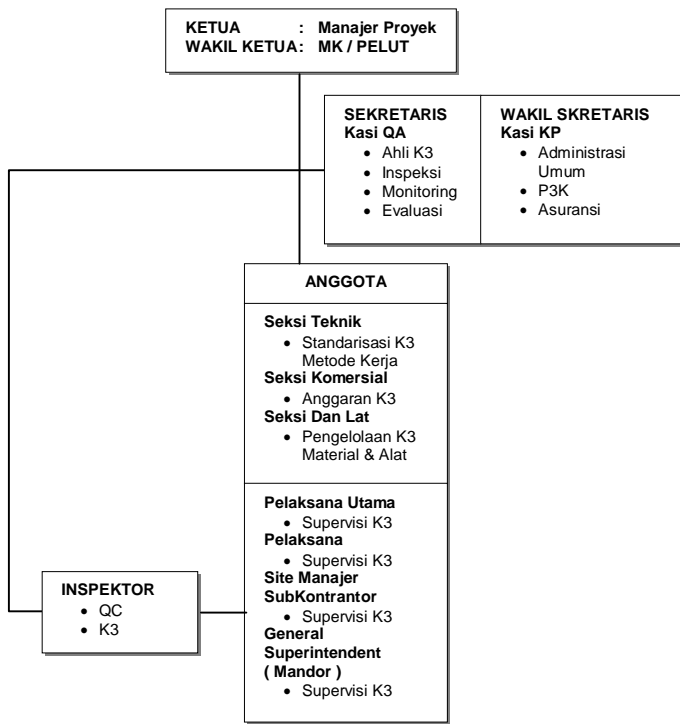 KETUA : Manajer Proyek
WAKIL KETUA : MK / PELUT
SEKRETARIS
Kasi QA
• Ahli K3
• Inspeksi
• Monitoring
• Evaluasi
WAKIL SKRETARIS
Kasi KP
• Administrasi
Umum
• P3K
• Asuransi
ANGGOTA
Seksi Teknik
• Standarisasi K3
Metode Kerja
Seksi Komersial
• Anggaran K3
Seksi Dan Lat
• Pengelolaan K3
Material & Alat
Pelaksana Utama
• Supervisi K3
Pelaksana
• Supervisi K3
Site Manajer
SubKontrantor
• Supervisi K3
General
Superintendent
( Mandor )
• Supervisi K3
INSPEKTOR
• QC
• K3